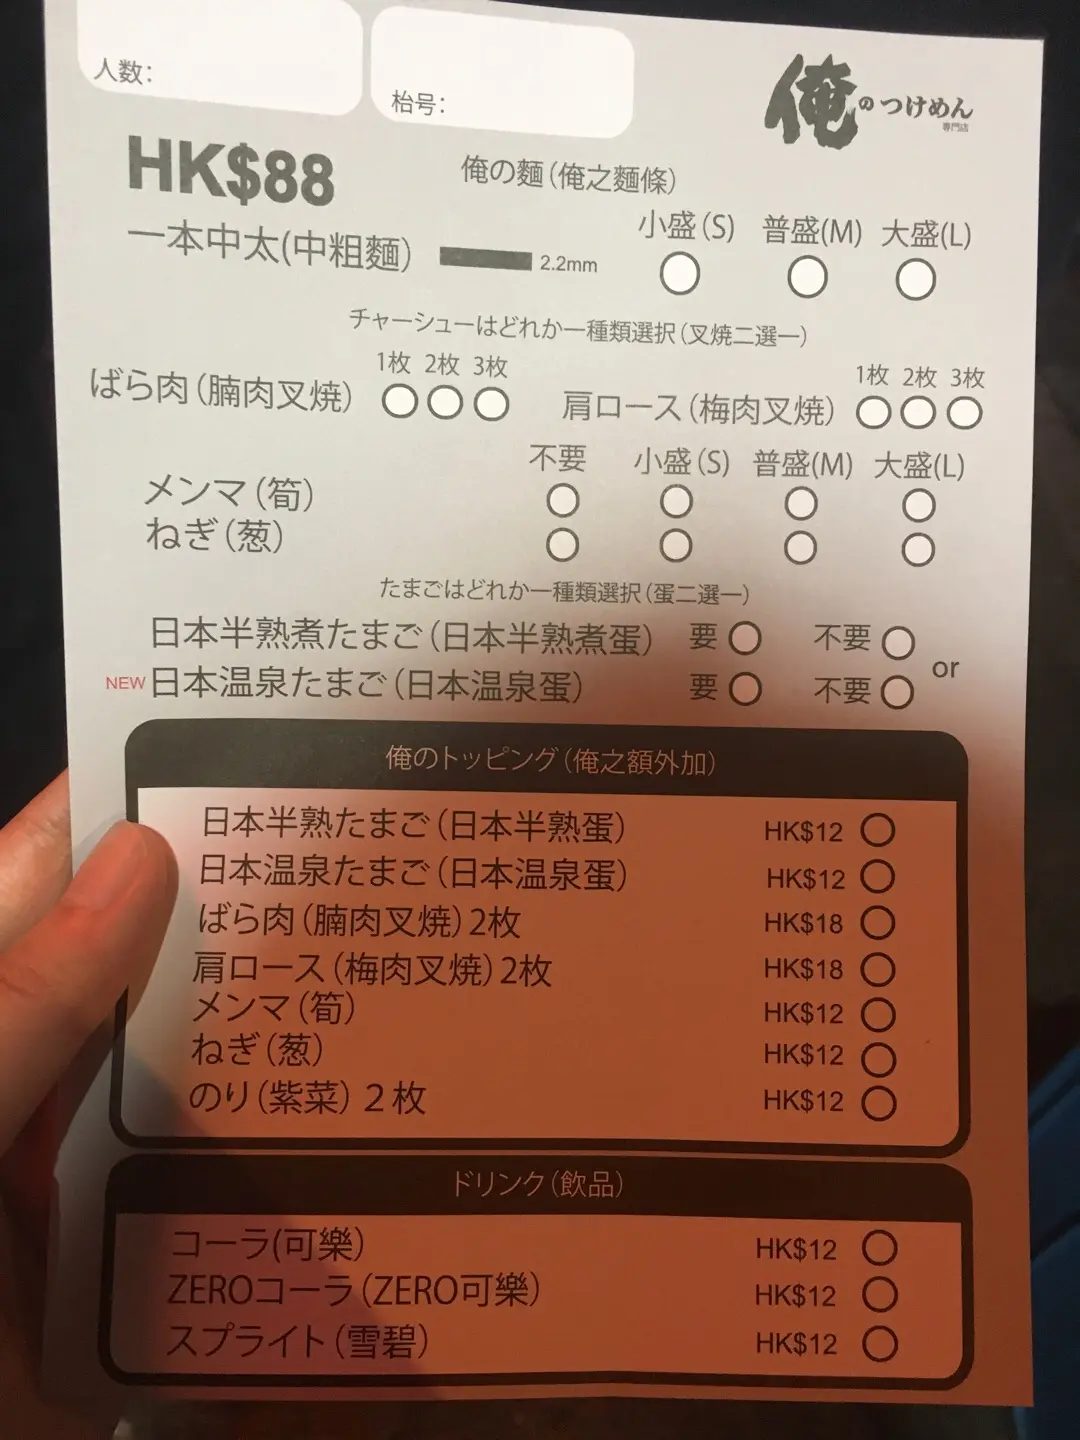 人数：
枱号：
俺のつけめん
専門店
HK$88
俺の麵（俺之麵條）
小盛（S） 普盛(M) 大盛(L)
一本中太(中粗麵） 2.2mm
チャーシューはどれか一種類選択（叉焼二選一）
1枚 2枚 3枚 1枚 2枚 3枚
ばら肉（腩肉叉焼） 肩ロース（梅肉叉焼）
不要 小盛（S） 普盛(M) 大盛(L)
メンマ（筍）
ねぎ（葱）
たまごはどれか一種類選択（蛋二選一）
日本半熟煮たまご（日本半熟煮蛋） 要 不要
or
NEW 日本温泉たまご（日本温泉蛋） 要 不要
俺のトッピング（俺之額外加）
日本半熟たまご（日本半熟蛋） HK$12
日本温泉たまご（日本温泉蛋） HK$12
ばら肉（腩肉叉焼）2枚 HK$18
肩ロース（梅肉叉焼）2枚 HK$18
メンマ（筍） HK$12
ねぎ（葱） HK$12
のり（紫菜）２枚 HK$12
ドリンク（飲品）
コーラ(可樂） HK$12
ZEROコーラ（ZERO可樂） HK$12
スプライト（雪碧） HK$12